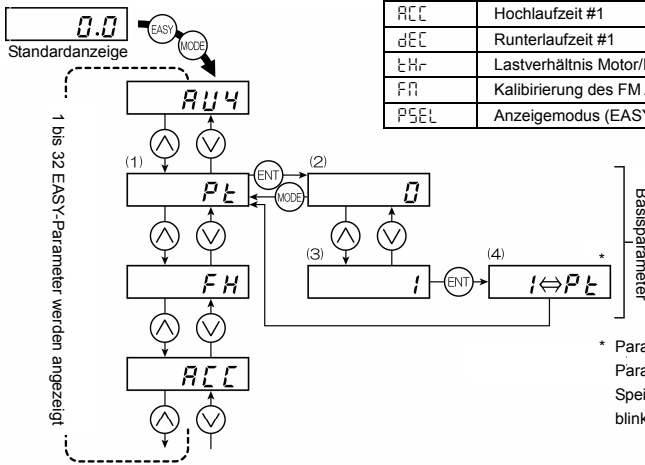 0.0
Standardanzeige
EASY
MODE
ACC Hochlaufzeit #1
dEC Runterlaufzeit #1
tHr Lastverhältnis Motor/
FM Kalibrierung des FM
PSEL Anzeigemodus (EASY
AU4
(1)
Pt
ENT
MODE
(2)
0
FH
(3)
1
ENT
(4)
*
1⇔Pt
ACC
1 bis 32 EASY-Parameter werden angezeigt
Basisparameter
* Para
Para
Spei
blink